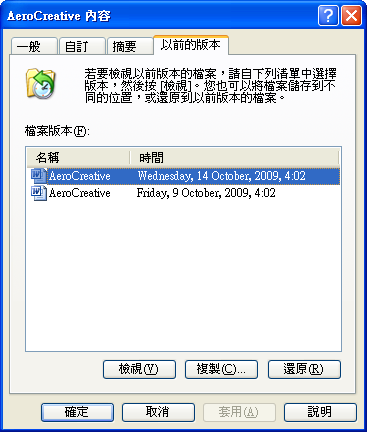 AeroCreative 內容
一般 自訂 摘要 以前的版本
若要檢視以前版本的檔案，請自下列清單中選擇
版本，然後按 [檢視]。您也可以將檔案儲存到不
同的位置，或還原到以前版本的檔案。
檔案版本(F):
名稱 時間
AeroCreative Wednesday, 14 October, 2009, 4:02
AeroCreative Friday, 9 October, 2009, 4:02
檢視(V) 複製(C)... 還原(R)
確定 取消 套用(A) 說明